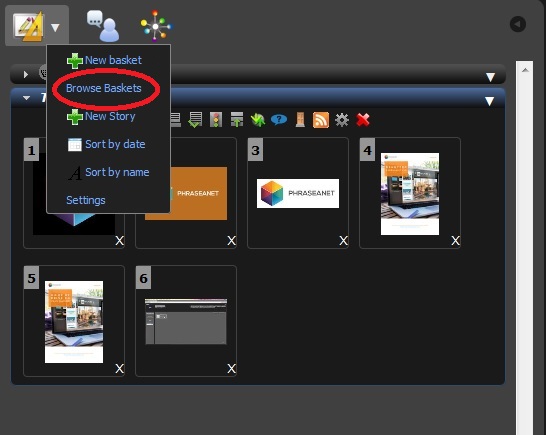 New basket
Browse Baskets
T
New Story
Sort by date
Sort by name
Settings
1
PHRASEANET
3
PHRASEANET
4
X
X
X
X
5
6
X
X